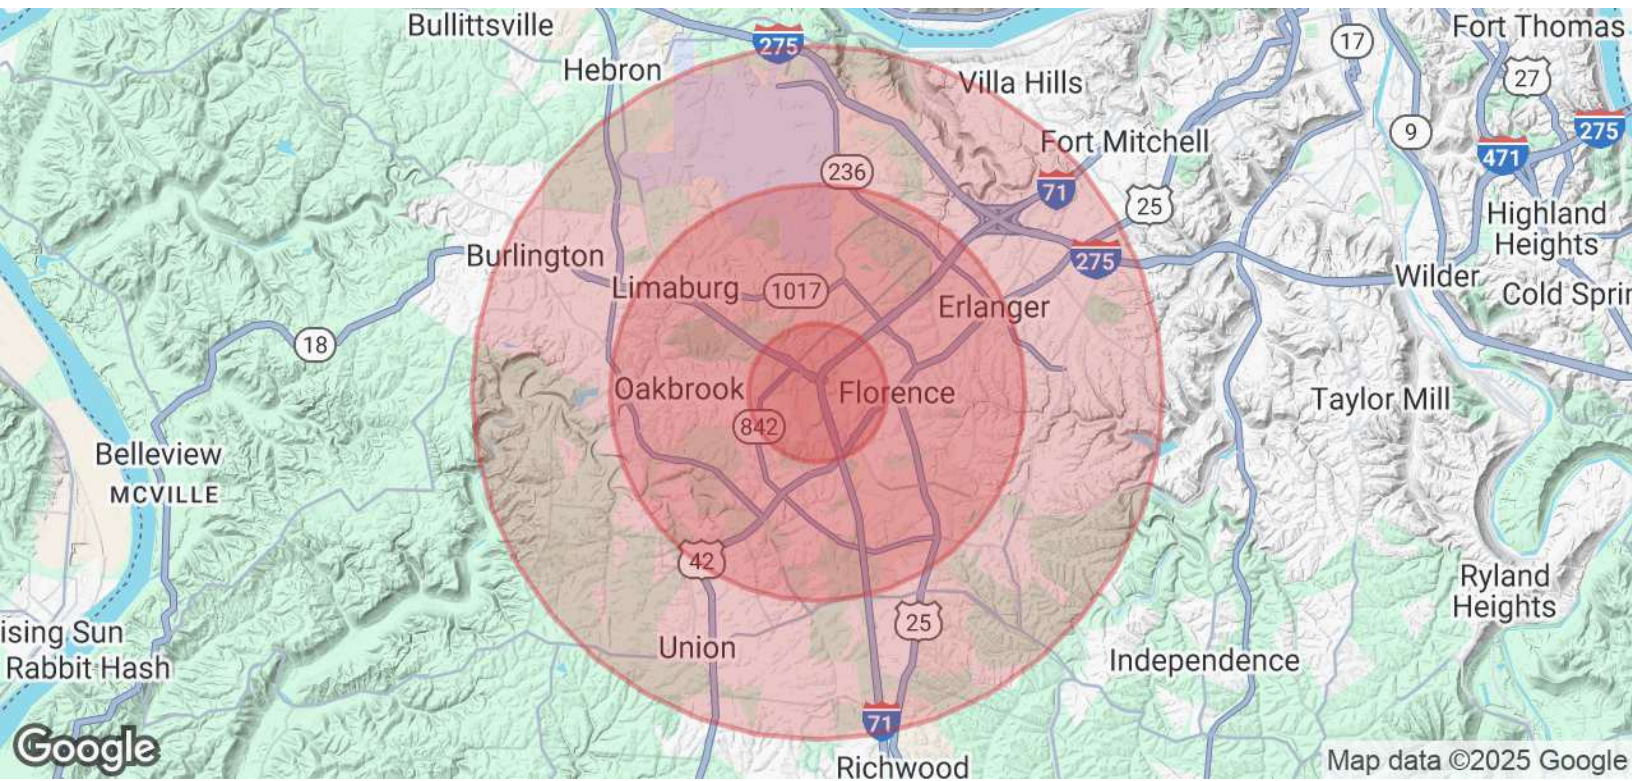 Bullittsville
275
17
Fort Thomas
Hebron
Villa Hills
27
9
275
Fort Mitchell
471
236
71
25
Highland
Heights
Burlington
275
Limaburg
1017
Wilder
Erlanger
Cold Sprin
18
Oakbrook
Florence
Taylor Mill
842
Belleview
MCVILLE
42
Ryland
Heights
25
ising Sun
Union
Rabbit Hash
Independence
71
Google
Richwood
Map data ©2025 Google